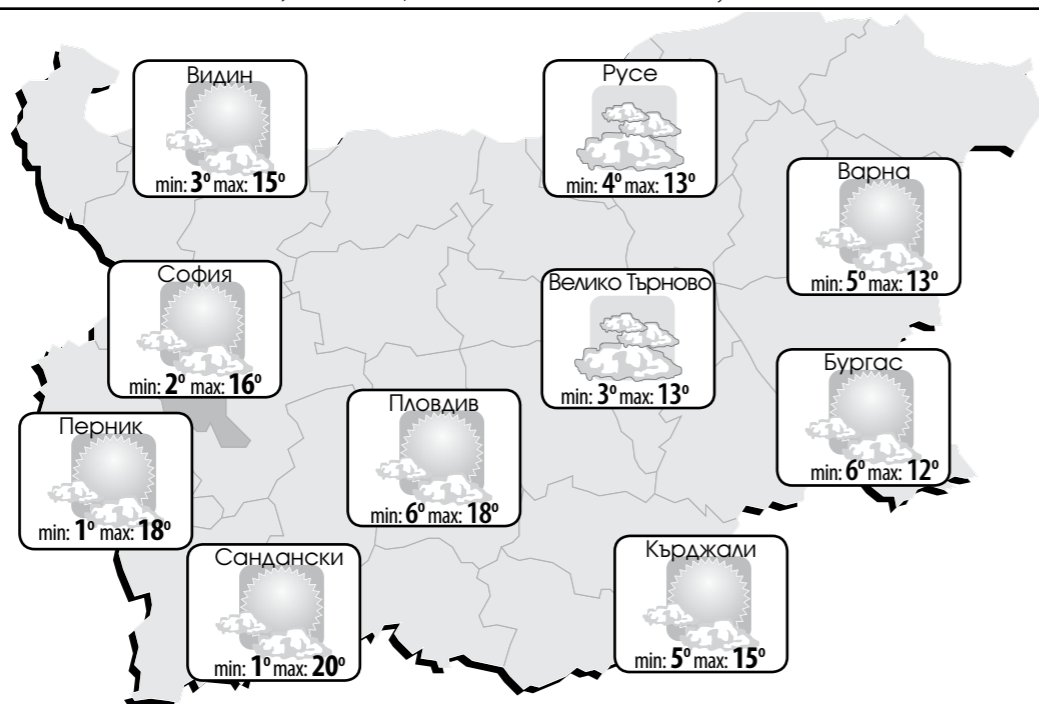 Видин
min: 3° max: 15°
Русе
min: 4° max: 13°
Варна
min: 5° max: 13°
София
min: 2° max: 16°
Велико Търново
min: 3° max: 13°
Бургас
min: 6° max: 12°
Пловдив
min: 6° max: 18°
Перник
min: 1° max: 18°
Сандански
min: 1° max: 20°
Кърджали
min: 5° max: 15°